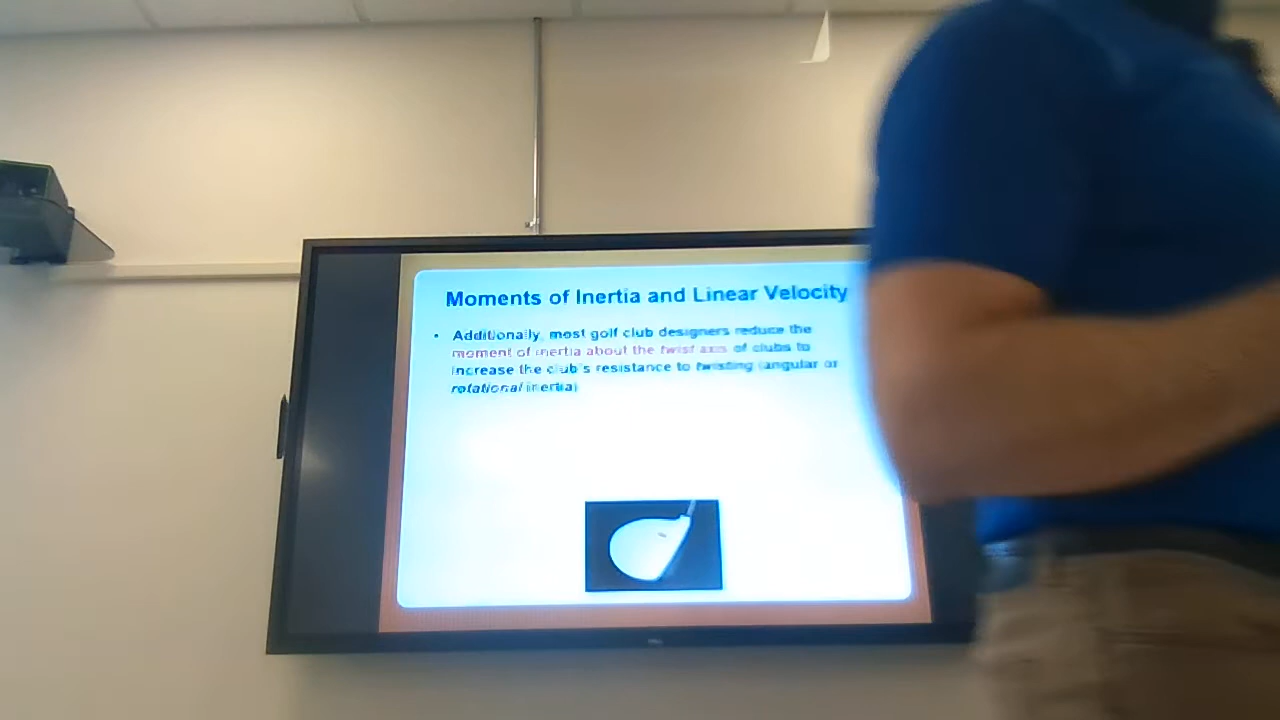 Moments of Inertia and Linear Velocity
• Additionally, most golf club designers reduce the
moment of inertia about the twist axis of clubs to
increase the club's resistance to twisting (angular or
rotational inertia)